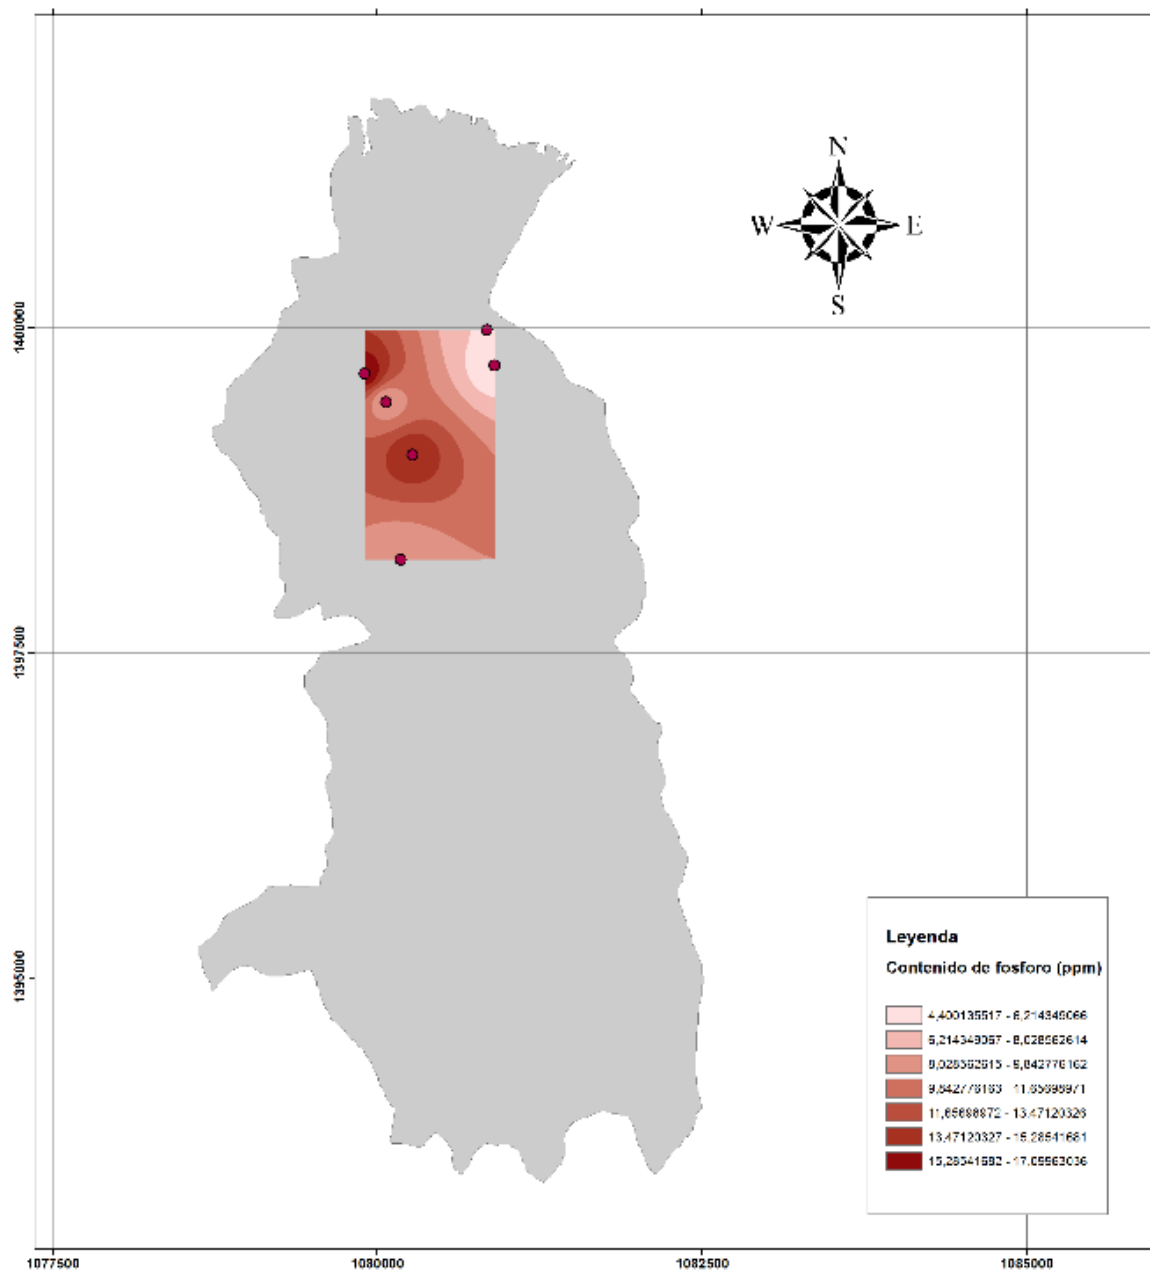 N
W E
S
1400000
1397500
1395000
Leyenda
Contenido de fosforo (ppm)
4,400135517 - 6,214349066
6,214349067 - 8,028562614
8,028562615 - 9,842776162
9,842776163 - 11,65698971
11,65698972 - 13,47120326
13,47120327 - 15,28541681
15,28541682 - 17,09963036
1077500 1080000 1082500 1085000